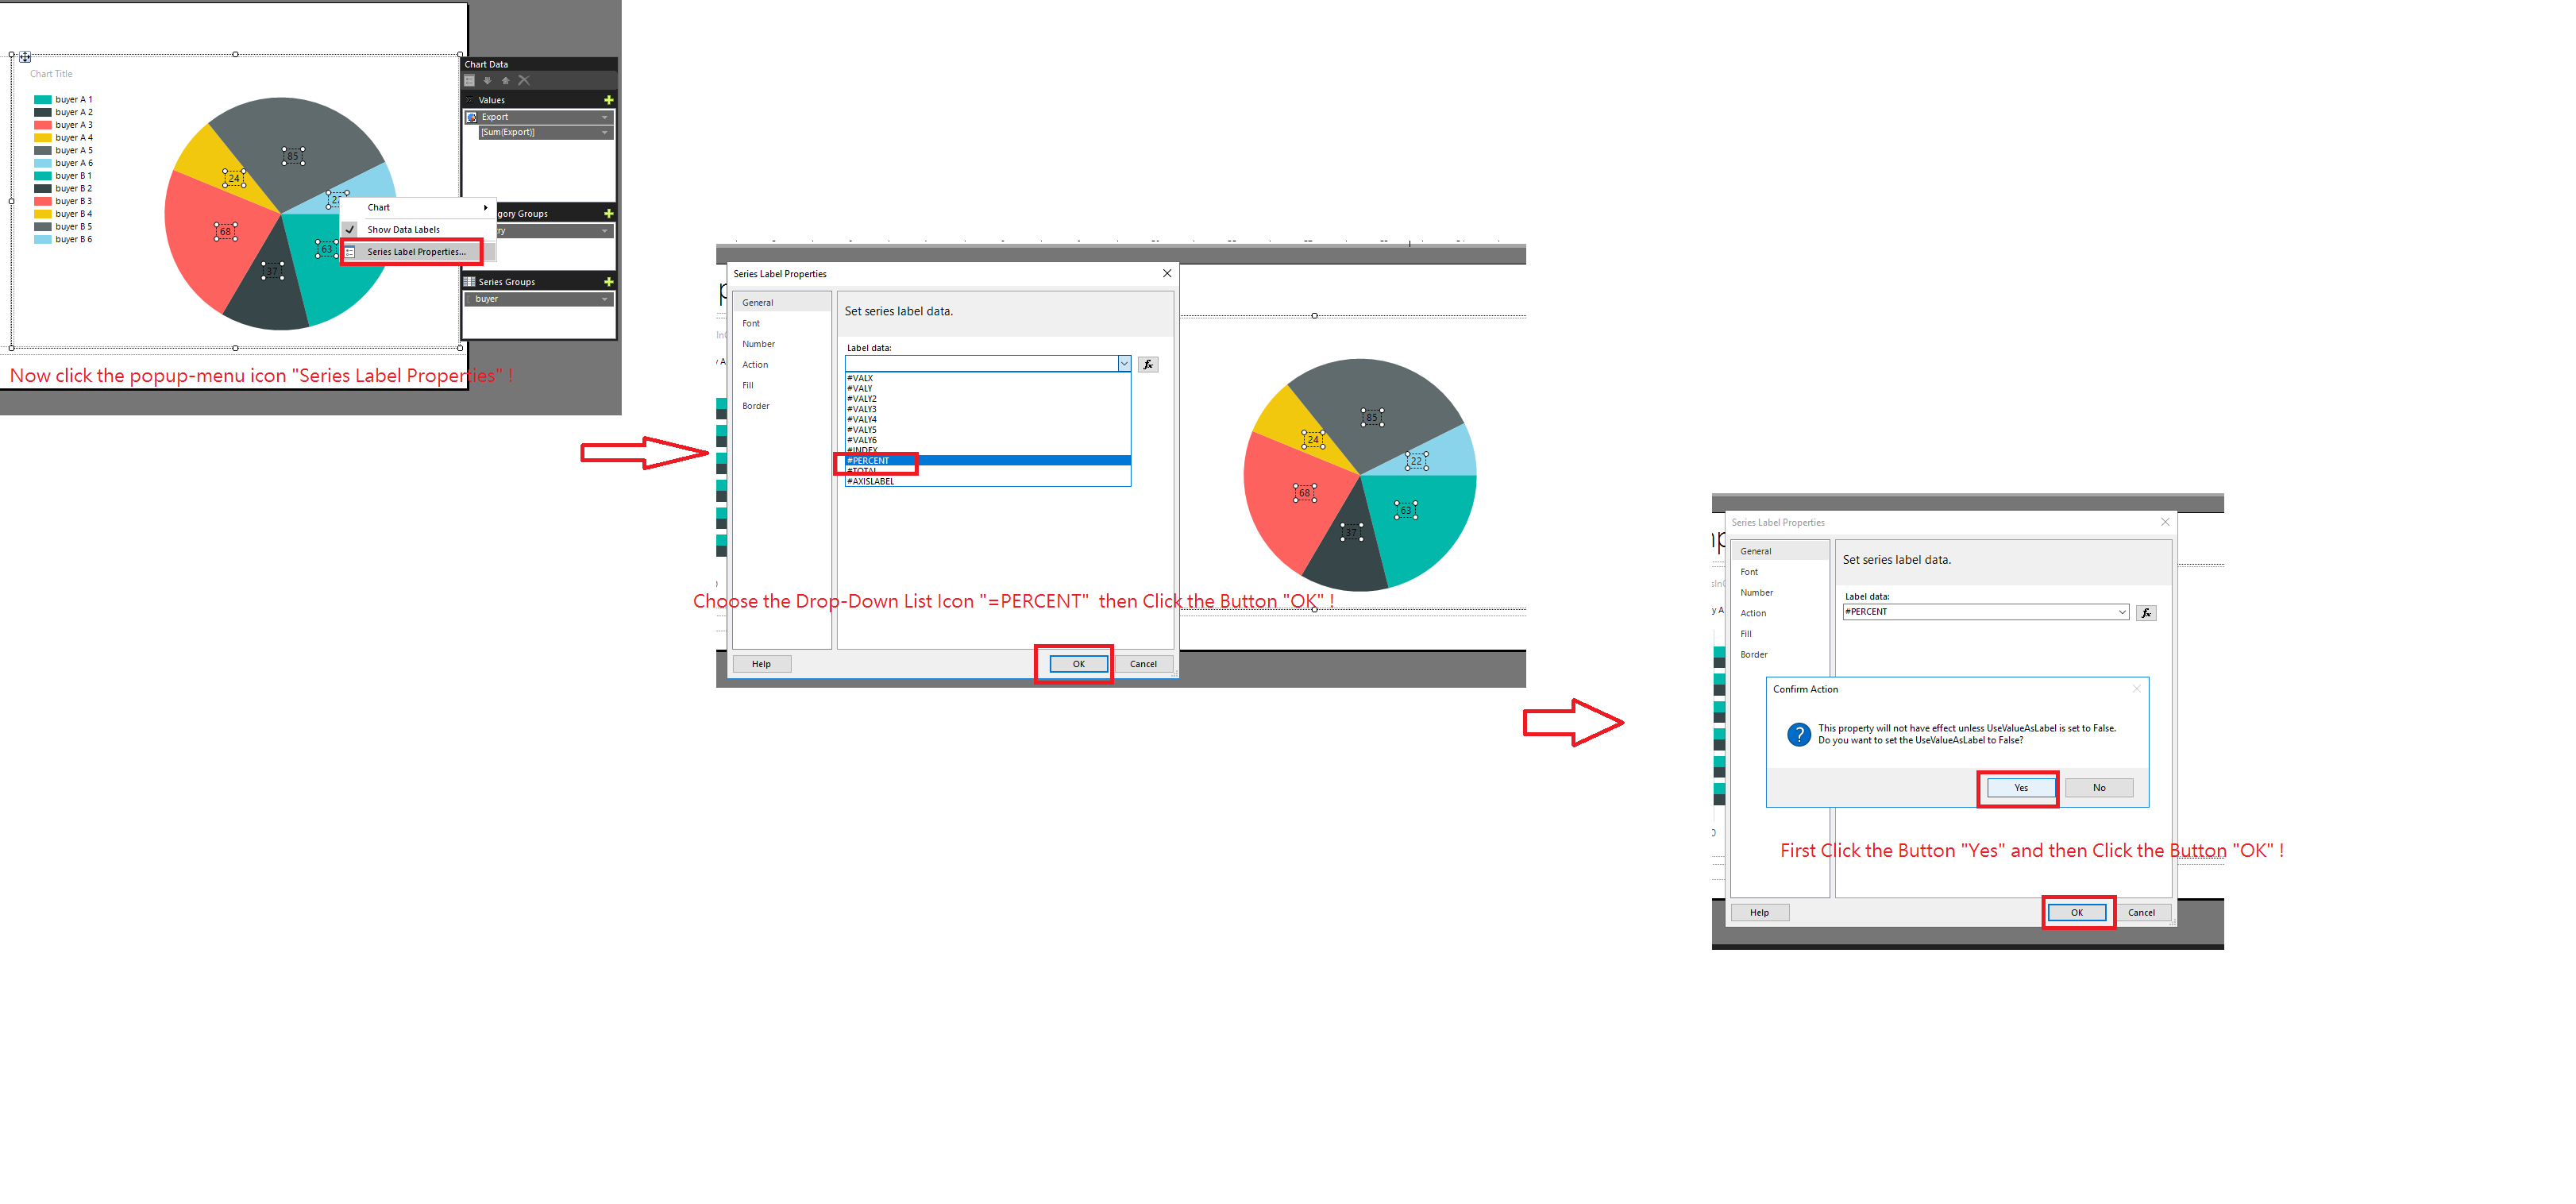 Chart Title
buyer A 1
buyer A 2
buyer A 3
buyer A 4
buyer A 5
buyer A 6
buyer B 1
buyer B 2
buyer B 3
buyer B 4
buyer B 5
buyer B 6
85
24
68
37
63
Chart
Show Data Labels
Series Label Properties...
Chart Data
Values
Export
[Sum(Export)]
gory Groups
ry
Series Groups
buyer
Now click the popup-menu icon "Series Label Properties" !
Series Label Properties
General
Font
Number
Action
Fill
Border
Set series label data.
Label data:
fx
#VALX
#VALY
#VALY2
#VALY3
#VALY4
#VALY5
#VALY6
#INDEX
#PERCENT
#TOTAL
#AXISLABEL
85
24
22
68
63
37
Choose the Drop-Down List Icon "=PERCENT" then Click the Button "OK" !
Help
OK
Cancel
Series Label Properties
General
Font
Number
Action
Fill
Border
Set series label data.
Label data:
#PERCENT
fx
Confirm Action
This property will not have effect unless UseValueAsLabel is set to False.
Do you want to set the UseValueAsLabel to False?
Yes
No
First Click the Button "Yes" and then Click the Button "OK" !
Help
OK
Cancel